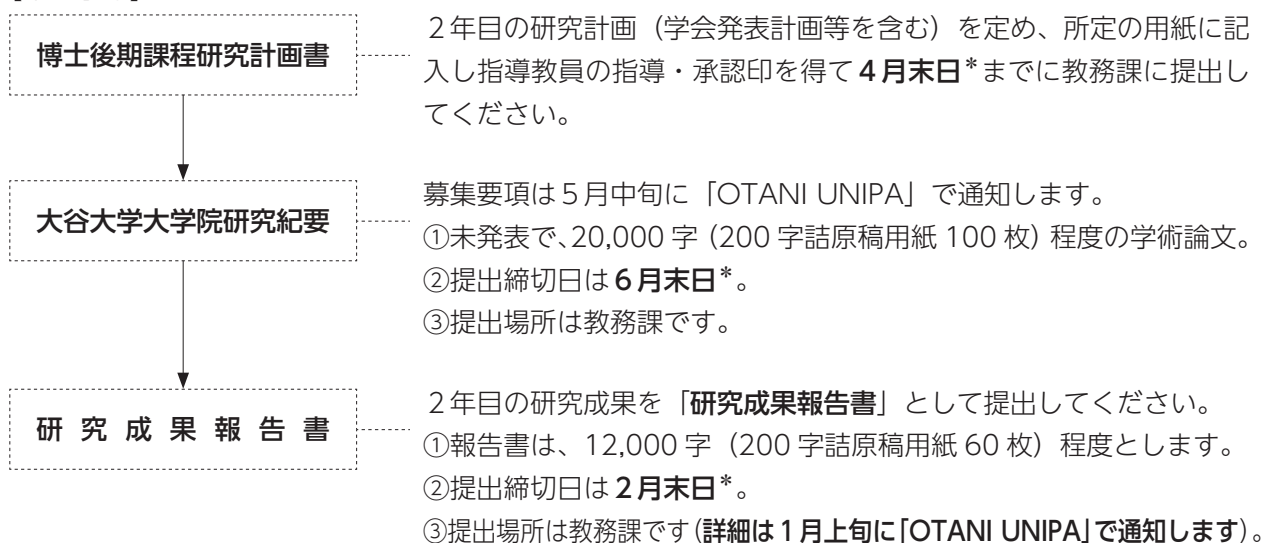 博士後期課程研究計画書
２年目の研究計画（学会発表計画等を含む）を定め、所定の用紙に記
入し指導教員の指導・承認印を得て４月末日*までに教務課に提出し
てください。
大谷大学大学院研究紀要
募集要項は５月中旬に「OTANI UNIPA」で通知します。
①未発表で、20,000 字（200 字詰原稿用紙 100 枚）程度の学術論文。
②提出締切日は６月末日*。
③提出場所は教務課です。
研 究 成 果 報 告 書
２年目の研究成果を「研究成果報告書」として提出してください。
①報告書は、12,000 字（200 字詰原稿用紙 60 枚）程度とします。
②提出締切日は２月末日*。
③提出場所は教務課です（詳細は１月上旬に「OTANI UNIPA」で通知します）。